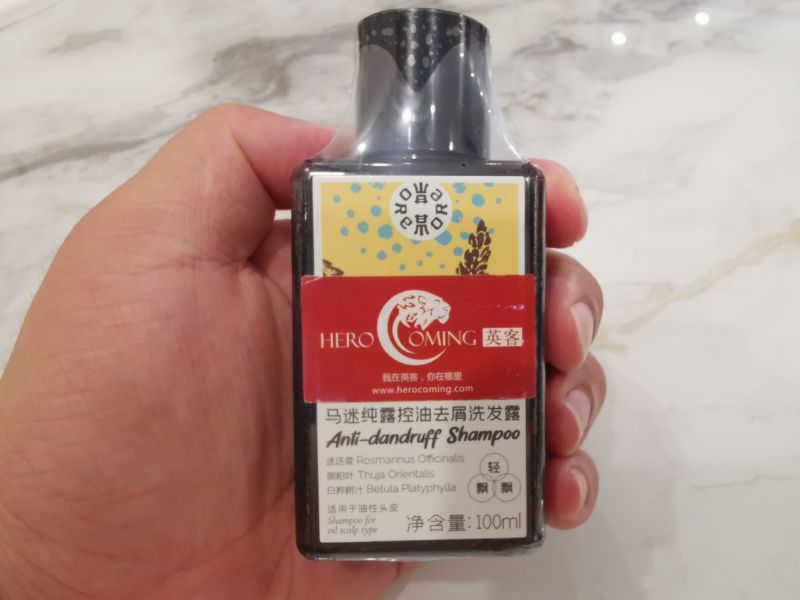 HERO COMING 英客
我在英客，你在哪里
www.herocoming.com
马迷纯露控油去屑洗发露
Anti-dandruff Shampoo
迷迭香 Rosmarinus Officinalis
侧柏叶 Thuja Orientalis
白桦树汁 Betula Platyphylla
轻
飘 飘
适用于油性头皮
Shampoo for
oil scalp type
净含量: 100ml